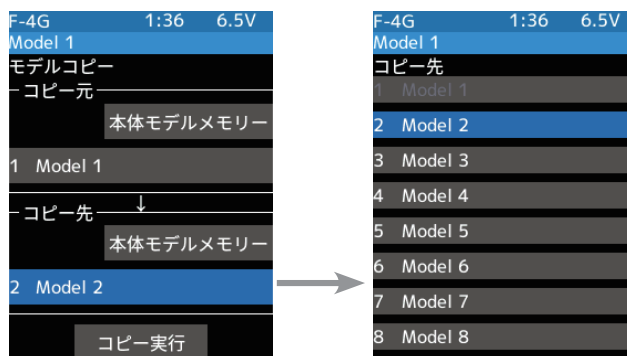 F-4G 1:36 6.5V
Model 1
モデルコピー
コピー元
本体モデルメモリー
1 Model 1
↓
コピー先
本体モデルメモリー
2 Model 2
コピー実行
F-4G 1:36 6.5V
Model 1
コピー先
1 Model 1
2 Model 2
3 Model 3
4 Model 4
5 Model 5
6 Model 6
7 Model 7
8 Model 8